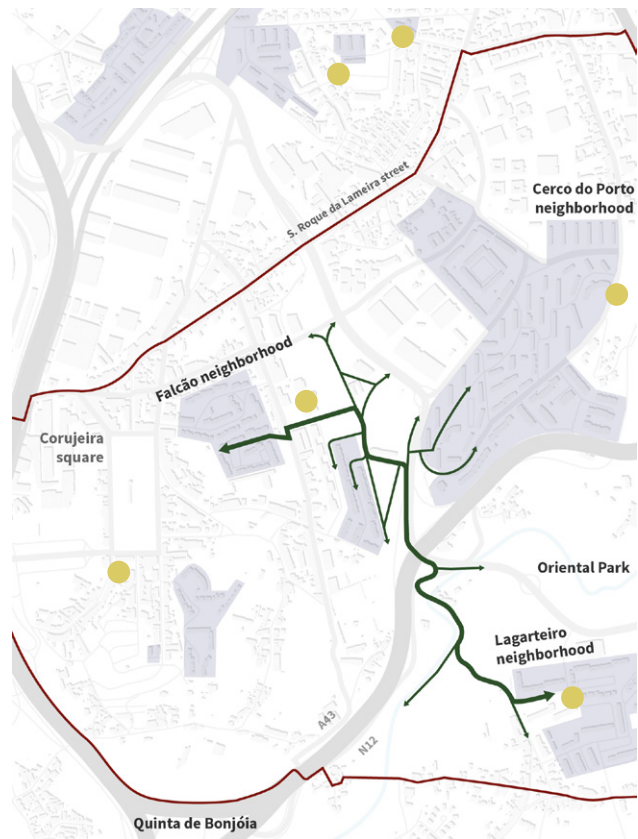 S. Roque da Lameira street
Cerco do Porto
neighborhood
Falcão neighborhood
Corujeira
square
Oriental Park
Lagarteiro
neighborhood
A43
N12
Quinta de Bonjóia